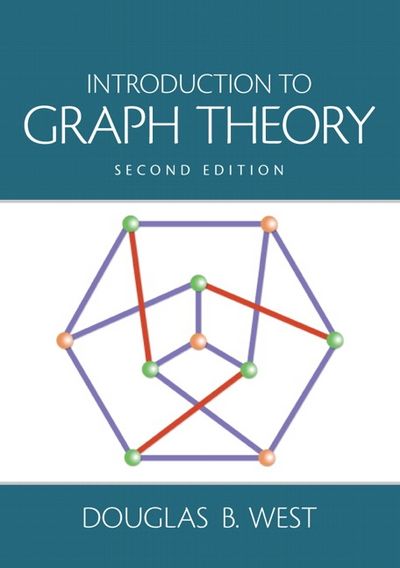 INTRODUCTION TO
GRAPH THEORY
SECOND EDITION
DOUGLAS B. WEST